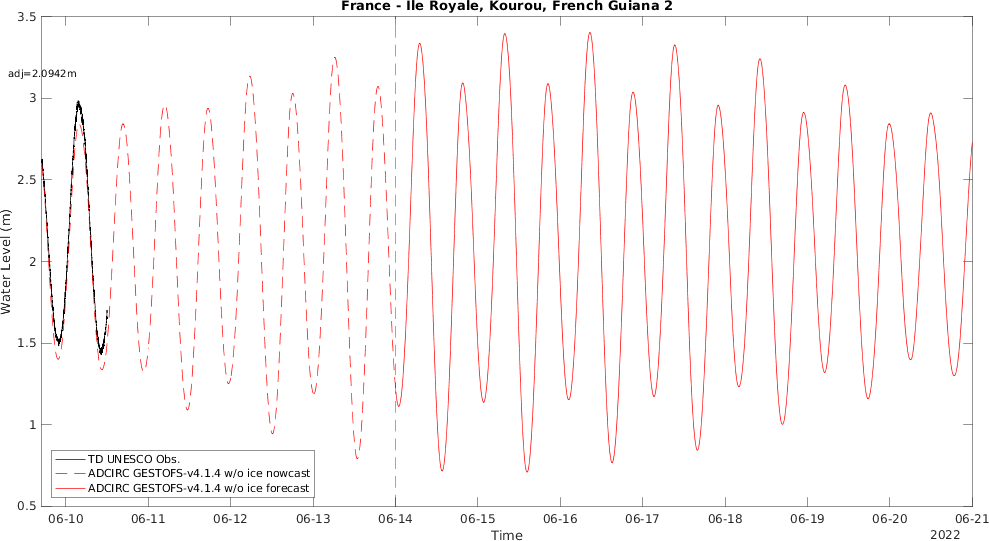 France - Ile Royale, Kourou, French Guiana 2
adj=2.0942m
3.5
3
2.5
2
1.5
1
0.5
Water Level (m)
TD UNESCO Obs.
ADCIRC GESTOFS-v4.1.4 w/o ice nowcast
ADCIRC GESTOFS-v4.1.4 w/o ice forecast
06-10 06-11 06-12 06-13 06-14 06-15 06-16 06-17 06-18 06-19 06-20 06-21
Time
2022